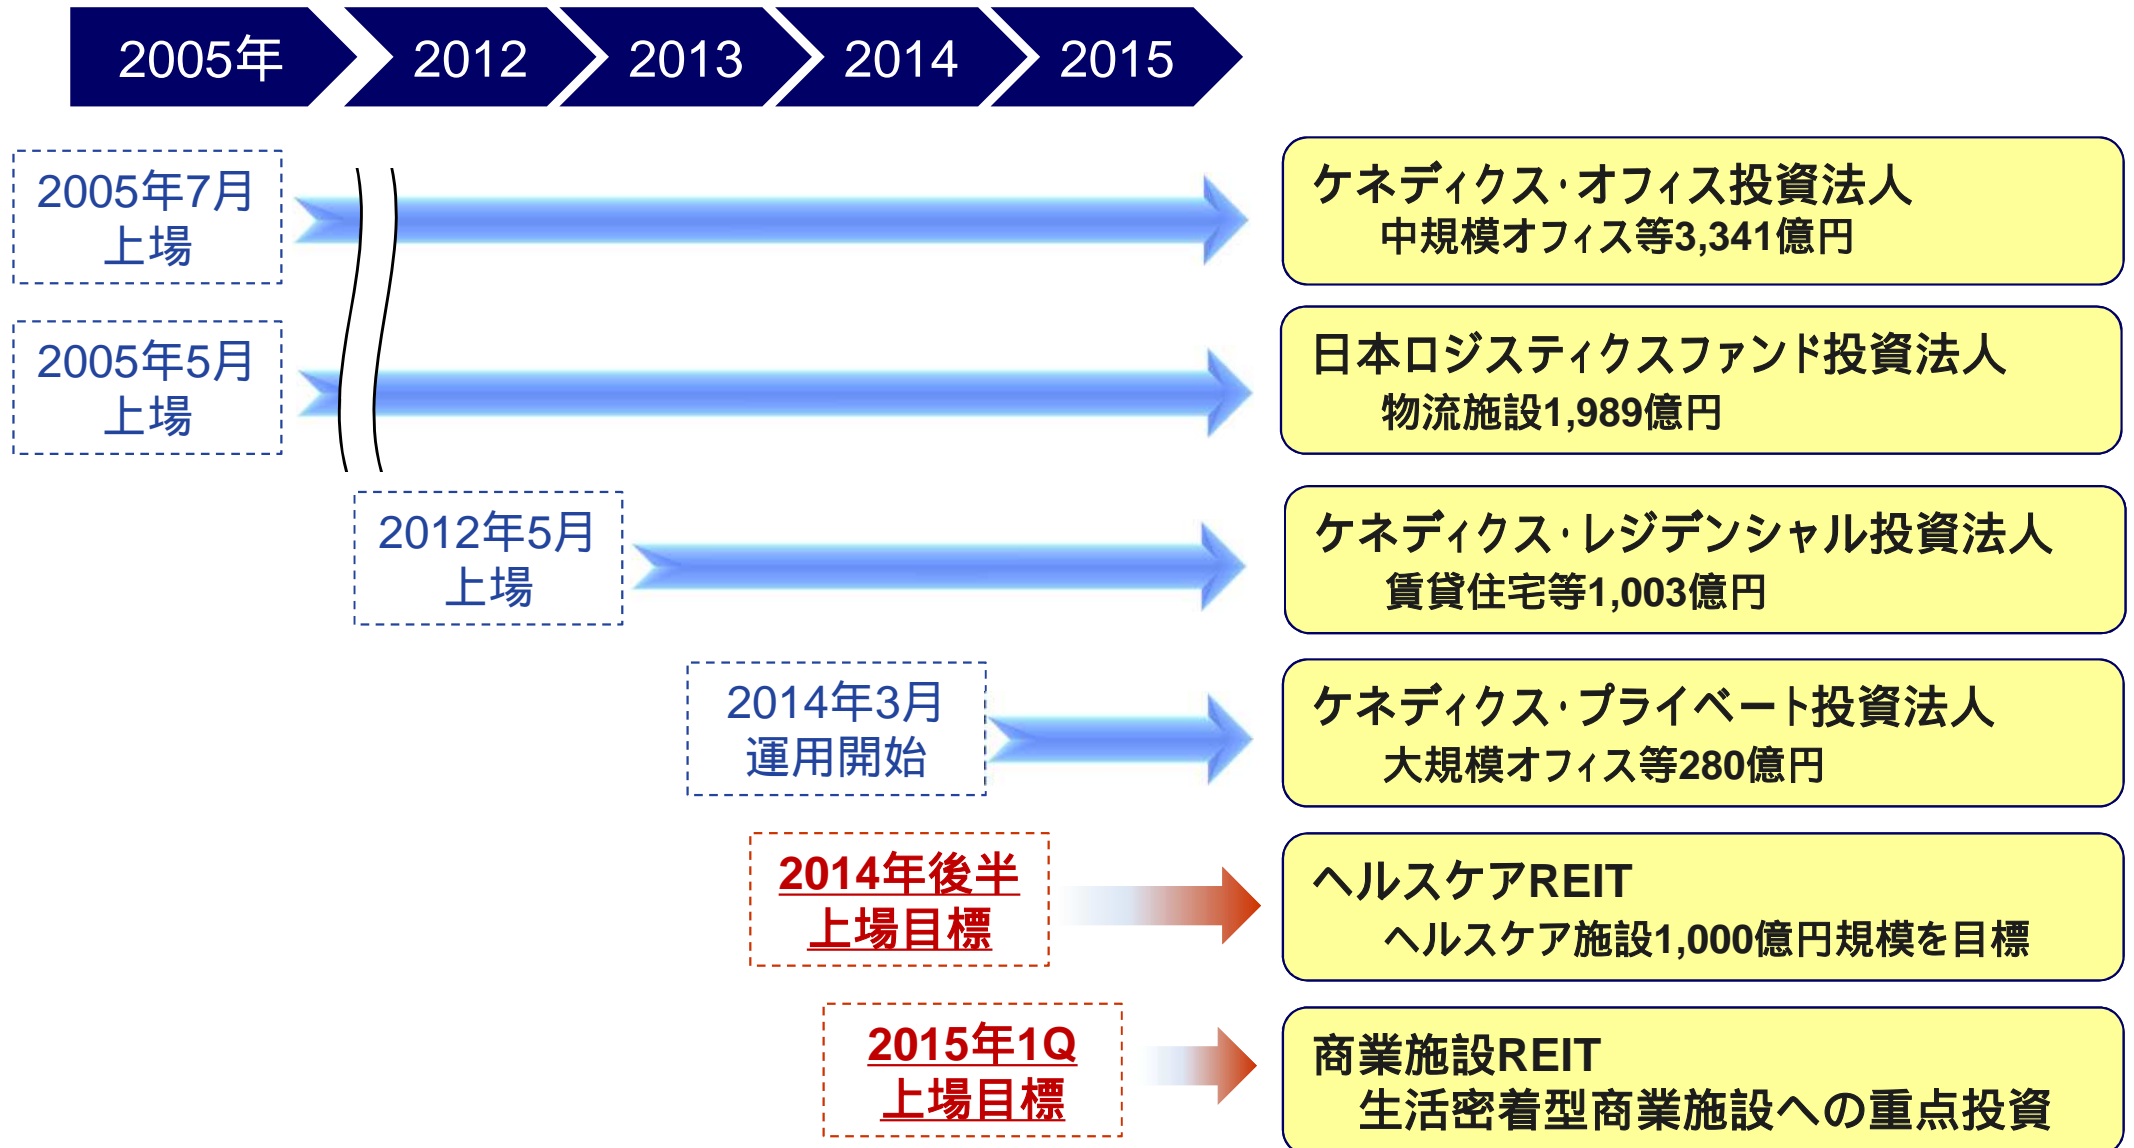 2005年 2012 2013 2014 2015
2005年7月
上場
ケネディクス・オフィス投資法人
中規模オフィス等3,341億円
2005年5月
上場
日本ロジスティクスファンド投資法人
物流施設1,989億円
2012年5月
上場
ケネディクス・レジデンシャル投資法人
賃貸住宅等1,003億円
2014年3月
運用開始
ケネディクス・プライベート投資法人
大規模オフィス等280億円
2014年後半
上場目標
ヘルスケアREIT
ヘルスケア施設1,000億円規模を目標
2015年1Q
上場目標
商業施設REIT
生活密着型商業施設への重点投資